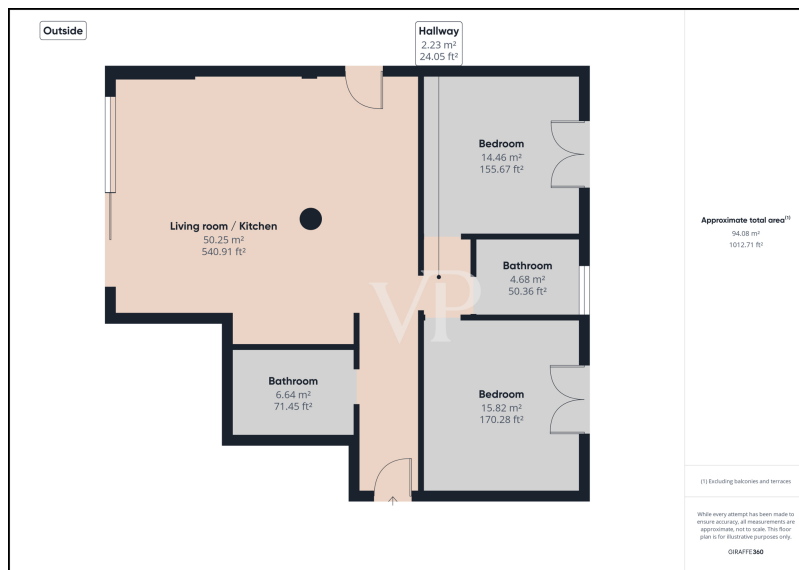 Outside
Hallway
2.23 m²
24.05 ft²
Bedroom
14.46 m²
155.67 ft²
Living room / Kitchen
50.25 m²
540.91 ft²
Bathroom
4.68 m²
50.36 ft²
VP
Bathroom
6.64 m²
71.45 ft²
Bedroom
15.82 m²
170.28 ft²
Approximate total area⁽¹⁾
94.08 m²
1012.71 ft²
(1) Excluding balconies and terraces
While every attempt has been made to
ensure accuracy, all measurements are
approximate, not to scale. This floor
plan is for illustrative purposes only.
GIRAFFE360